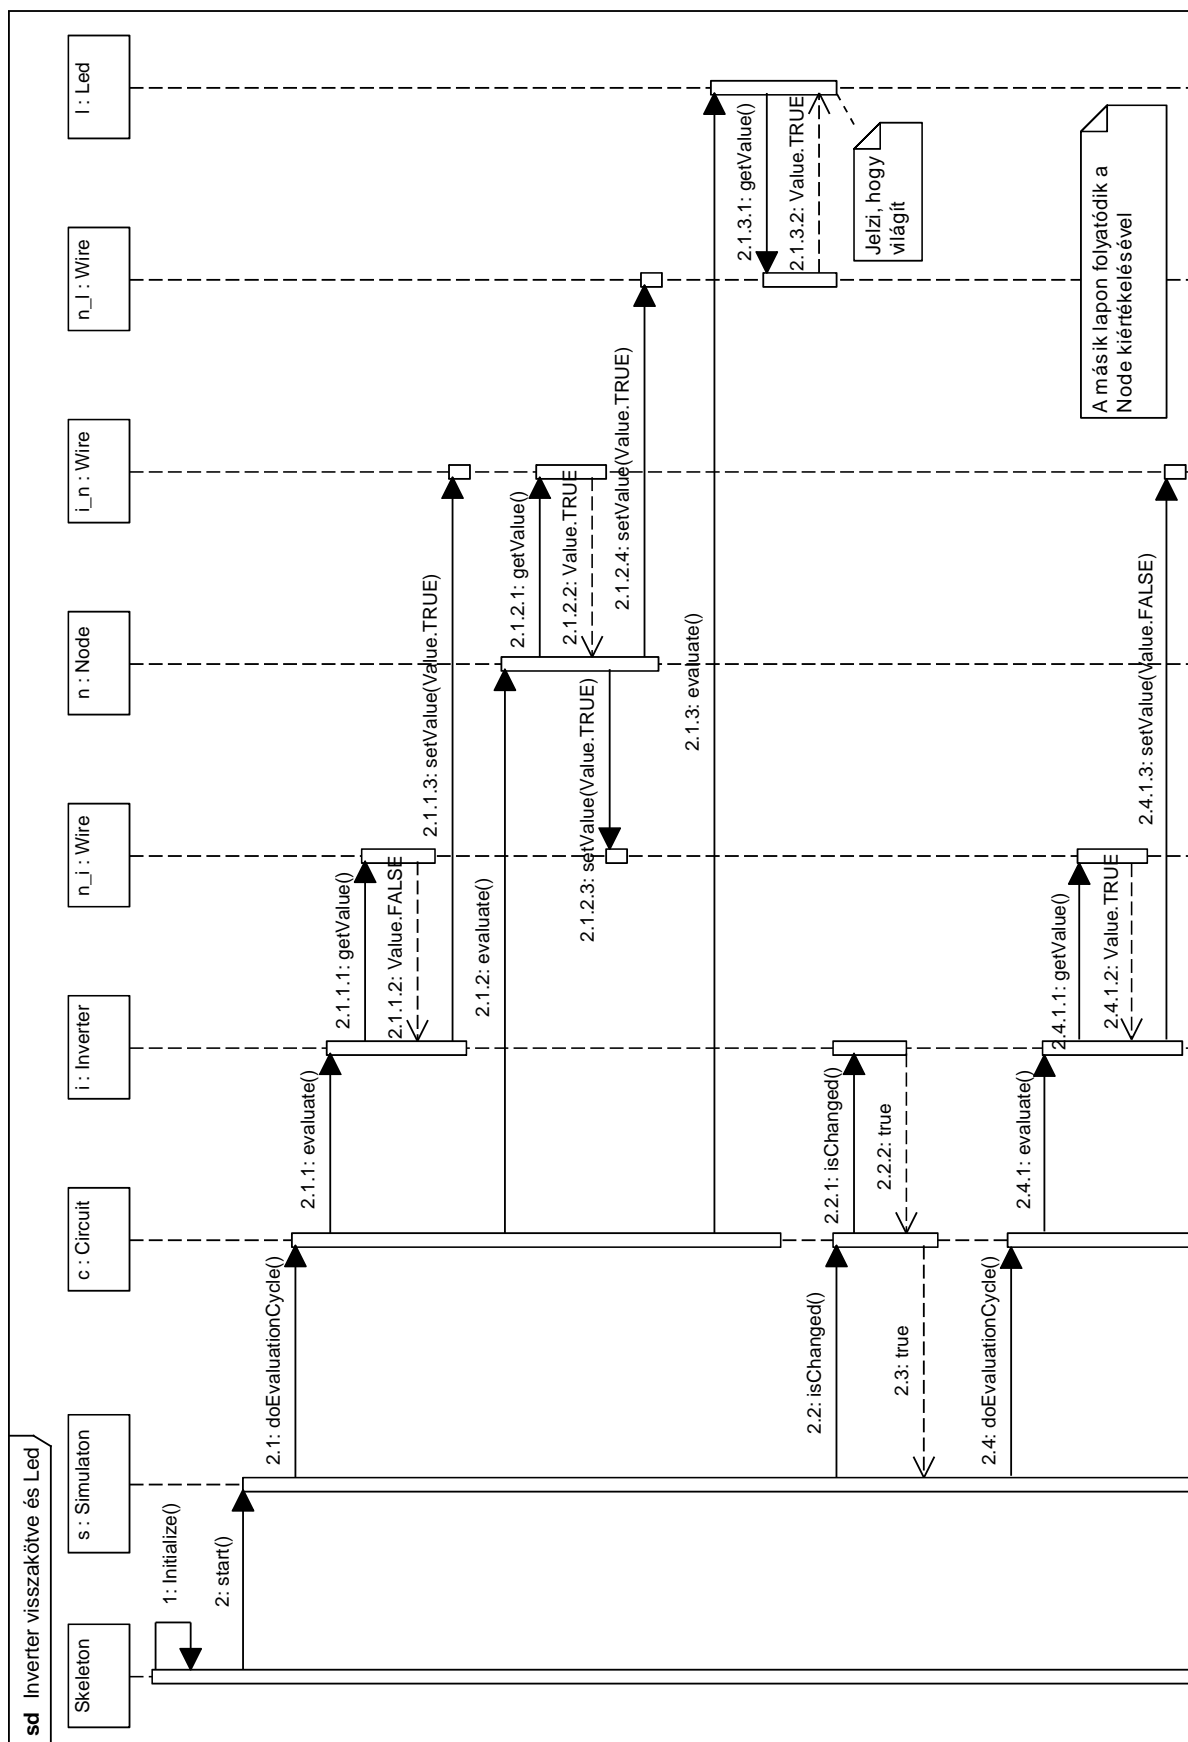 sd Inverter visszakötve és Led
Skeleton
s : Simulaton
c : Circuit
i : Inverter
n_i : Wire
n : Node
i_n : Wire
n_l : Wire
l : Led
1: Initialize()
2: start()
2.1: doEvaluationCycle()
2.1.1: evaluate()
2.1.1.1: getValue()
2.1.1.2: Value.FALSE
2.1.1.3: setValue(Value.TRUE)
2.1.2: evaluate()
2.1.2.1: getValue()
2.1.2.2: Value.TRUE
2.1.2.3: setValue(Value.TRUE)
2.1.2.4: setValue(Value.TRUE)
2.1.3: evaluate()
2.1.3.1: getValue()
2.1.3.2: Value.TRUE
Jelzi, hogy
világít
2.2: isChanged()
2.2.1: isChanged()
2.2.2: true
2.3: true
2.4: doEvaluationCycle()
2.4.1: evaluate()
2.4.1.1: getValue()
2.4.1.2: Value.TRUE
2.4.1.3: setValue(Value.FALSE)
A másik lapon folyatódik a
Node kiértékelésével